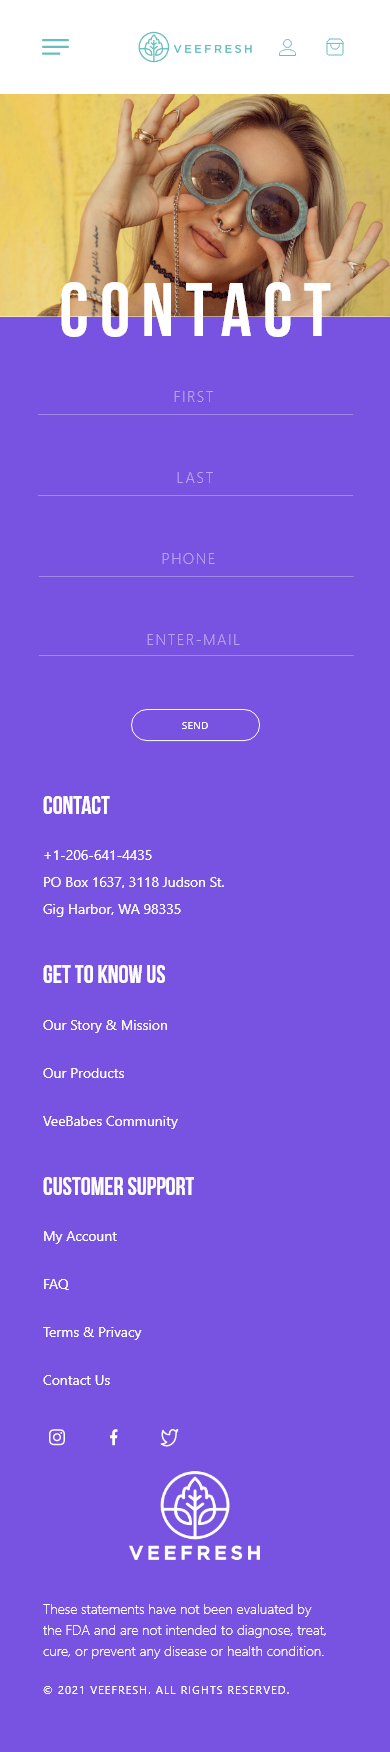 VEEFRESH
CONTACT
FIRST
LAST
PHONE
ENTER-MAIL
SEND
CONTACT
+1-206-641-4435
PO Box 1637, 3118 Judson St.
Gig Harbor, WA 98335
GET TO KNOW US
Our Story & Mission
Our Products
VeeBabes Community
CUSTOMER SUPPORT
My Account
FAQ
Terms & Privacy
Contact Us
VEEFRESH
These statements have not been evaluated by
the FDA and are not intended to diagnose, treat,
cure, or prevent any disease or health condition.
© 2021 VEEFRESH. ALL RIGHTS RESERVED.